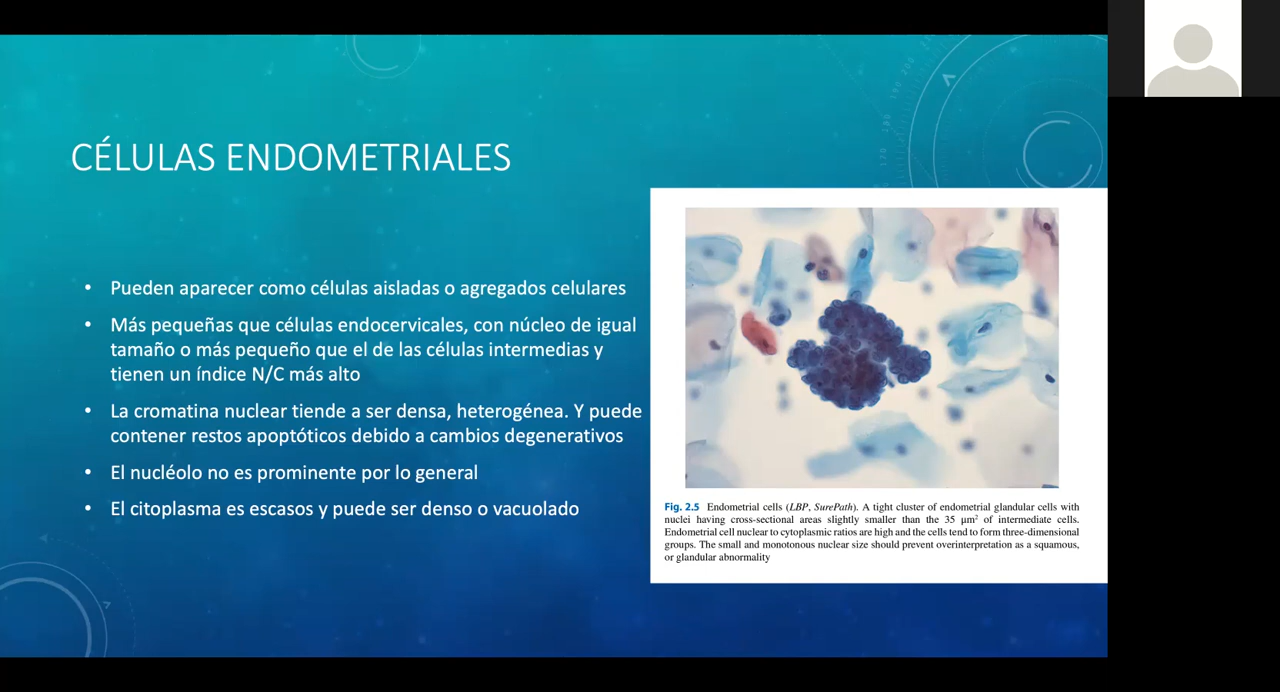 CÉLULAS ENDOMETRIALES
• Pueden aparecer como células aisladas o agregados celulares
• Más pequeñas que células endocervicales, con núcleo de igual
tamaño o más pequeño que el de las células intermedias y
tienen un índice N/C más alto
• La cromatina nuclear tiende a ser densa, heterogénea. Y puede
contener restos apoptóticos debido a cambios degenerativos
• El nucléolo no es prominente por lo general
• El citoplasma es escasos y puede ser denso o vacuolado
Fig. 2.5 Endometrial cells (LBP, SurePath). A tight cluster of endometrial glandular cells with
nuclei having cross-sectional areas slightly smaller than the 35 µm² of intermediate cells.
Endometrial cell nuclear to cytoplasmic ratios are high and the cells tend to form three-dimensional
groups. The small and monotonous nuclear size should prevent overinterpretation as a squamous,
or glandular abnormality